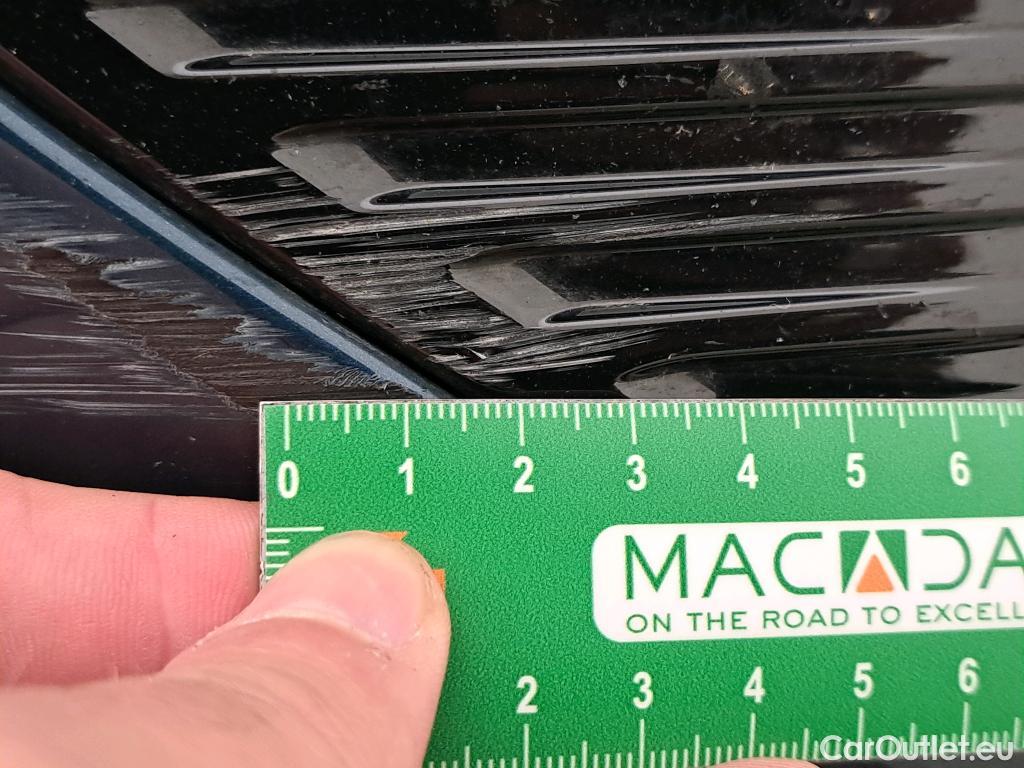 0 1 2 3 4 5 6
MACADA
ON THE ROAD TO EXCELL
2 3 4 5 6
CarOutlet.eu